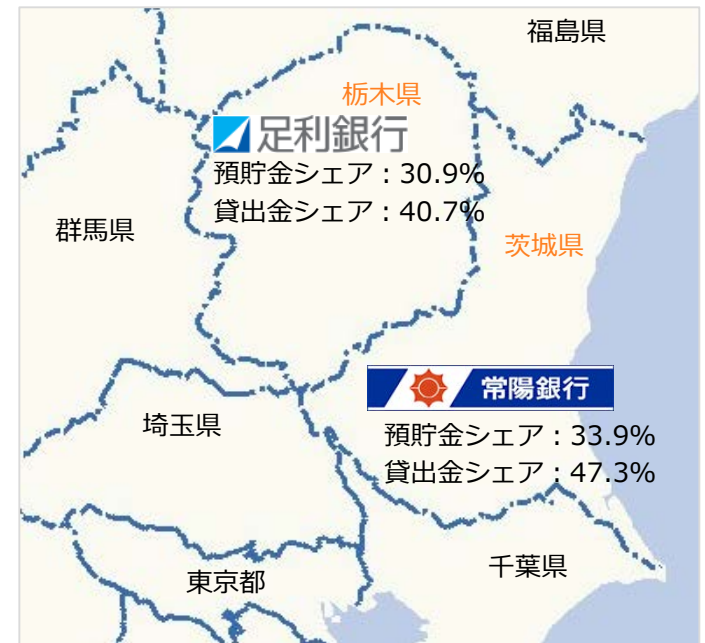 福島県
栃木県
足利銀行
預貯金シェア：30.9%
貸出金シェア：40.7%
群馬県
茨城県
常陽銀行
預貯金シェア：33.9%
貸出金シェア：47.3%
埼玉県
千葉県
東京都